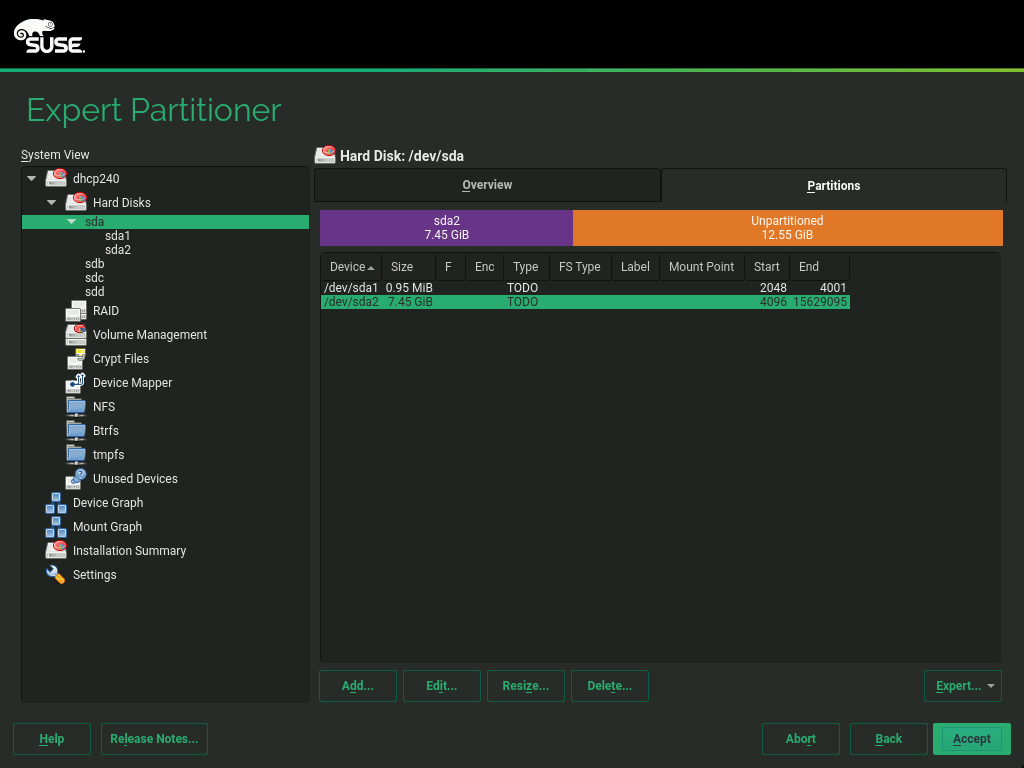 SUSE.
Expert Partitioner
System View
dhcp240
Hard Disks
sda
sda1
sda2
sdb
sdc
sdd
RAID
Volume Management
Crypt Files
Device Mapper
NFS
Btrfs
tmpfs
Unused Devices
Device Graph
Mount Graph
Installation Summary
Settings
Hard Disk: /dev/sda
Overview Partitions
sda2 Unpartitioned
7.45 GiB 12.55 GiB
Device Size F Enc Type FS Type Label Mount Point Start End
/dev/sda1 0.95 MiB TODO 2048 4001
/dev/sda2 7.45 GiB TODO 4096 15629095
Add... Edit... Resize... Delete... Expert...
Help Release Notes... Abort Back Accept